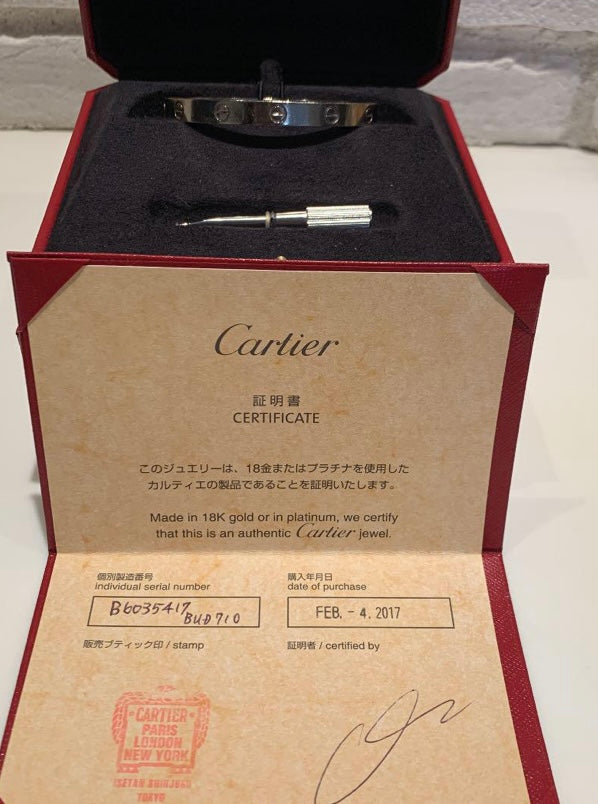 Cartier
証明書
CERTIFICATE
このジュエリーは、18金またはプラチナを使用した
カルティエの製品であることを証明いたします。
Made in 18K gold or in platinum, we certify
that this is an authentic Cartier jewel.
個別製造番号
individual serial number
B6035417
BUD710
購入年月日
date of purchase
FEB. - 4. 2017
販売ブティック印 / stamp
証明者 / certified by
CARTIER
PARIS
LONDON
NEW YORK
ISETAN SHINJUKU
TOKYO